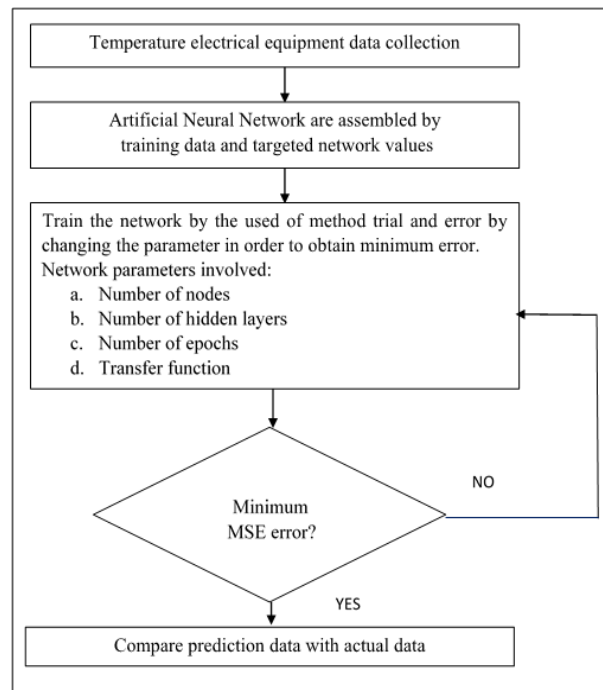 Temperature electrical equipment data collection
Artificial Neural Network are assembled by
training data and targeted network values
Train the network by the used of method trial and error by
changing the parameter in order to obtain minimum error.
Network parameters involved:
a. Number of nodes
b. Number of hidden layers
c. Number of epochs
d. Transfer function
NO
Minimum
MSE error?
YES
Compare prediction data with actual data